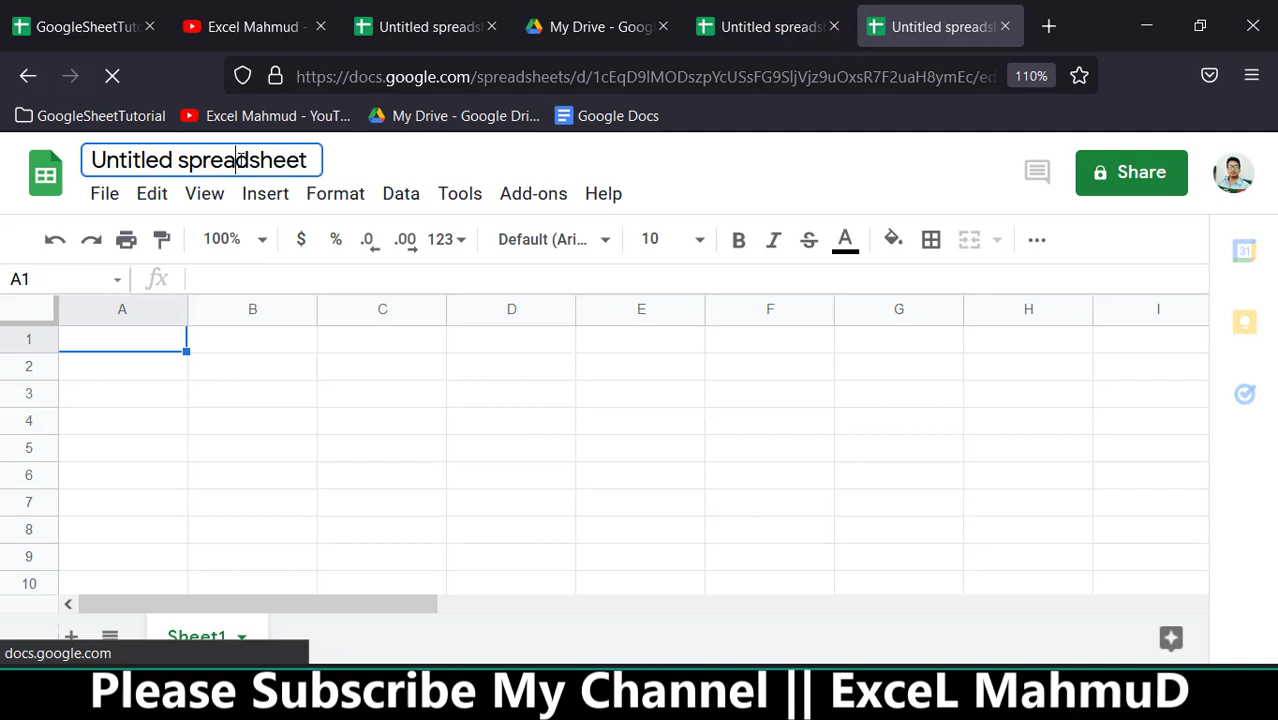 GoogleSheetTuto
Excel Mahmud -
Untitled spreads
My Drive - Goog
Untitled spreads
Untitled spreads
https://docs.google.com/spreadsheets/d/1cEqD9lMODszpYcUSsFG9SljVjz9uOxsR7F2uaH8ymEc/ed
110%
GoogleSheetTutorial
Excel Mahmud - YouT...
My Drive - Google Dri...
Google Docs
Untitled spreadsheet
File Edit View Insert Format Data Tools Add-ons Help
Share
100% $ % .0 .00 123 Default (Ari... 10 B I S A
31
A1 fx
A B C D E F G H I
1
2
3
4
5
6
7
8
9
10
Sheet1
docs.google.com
Please Subscribe My Channel || ExceL MahmuD